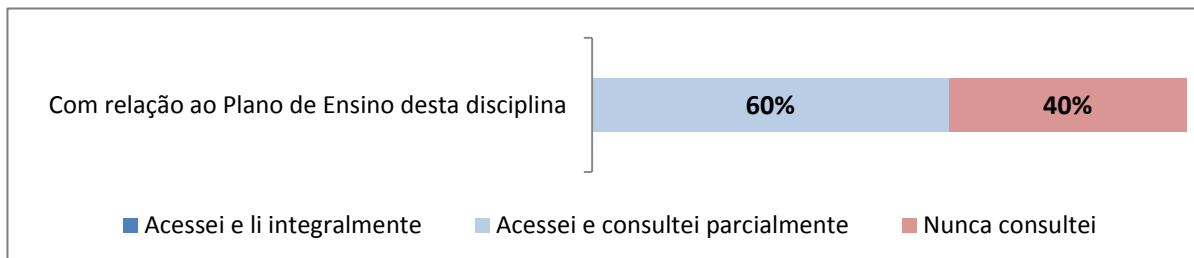 Com relação ao Plano de Ensino desta disciplina
60%
40%
Acessei e li integralmente
Acessei e consultei parcialmente
Nunca consultei